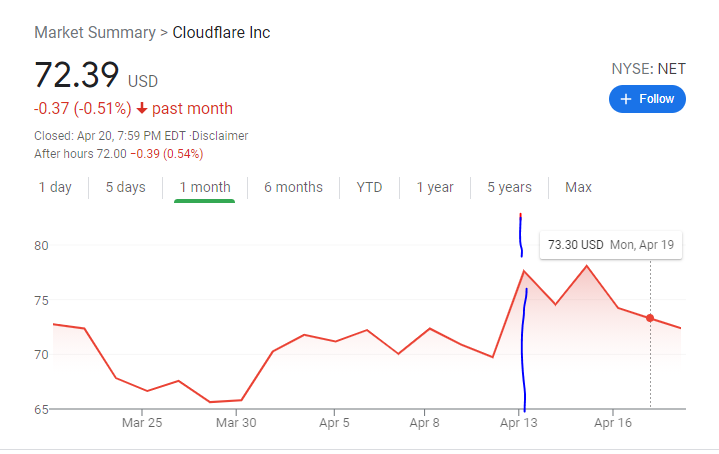 Market Summary > Cloudflare Inc
72.39 USD
NYSE: NET
-0.37 (-0.51%) ↓ past month
+ Follow
Closed: Apr 20, 7:59 PM EDT ·Disclaimer
After hours 72.00 −0.39 (0.54%)
1 day 5 days 1 month 6 months YTD 1 year 5 years Max
80
73.30 USD Mon, Apr 19
75
70
65
Mar 25 Mar 30 Apr 5 Apr 8 Apr 13 Apr 16